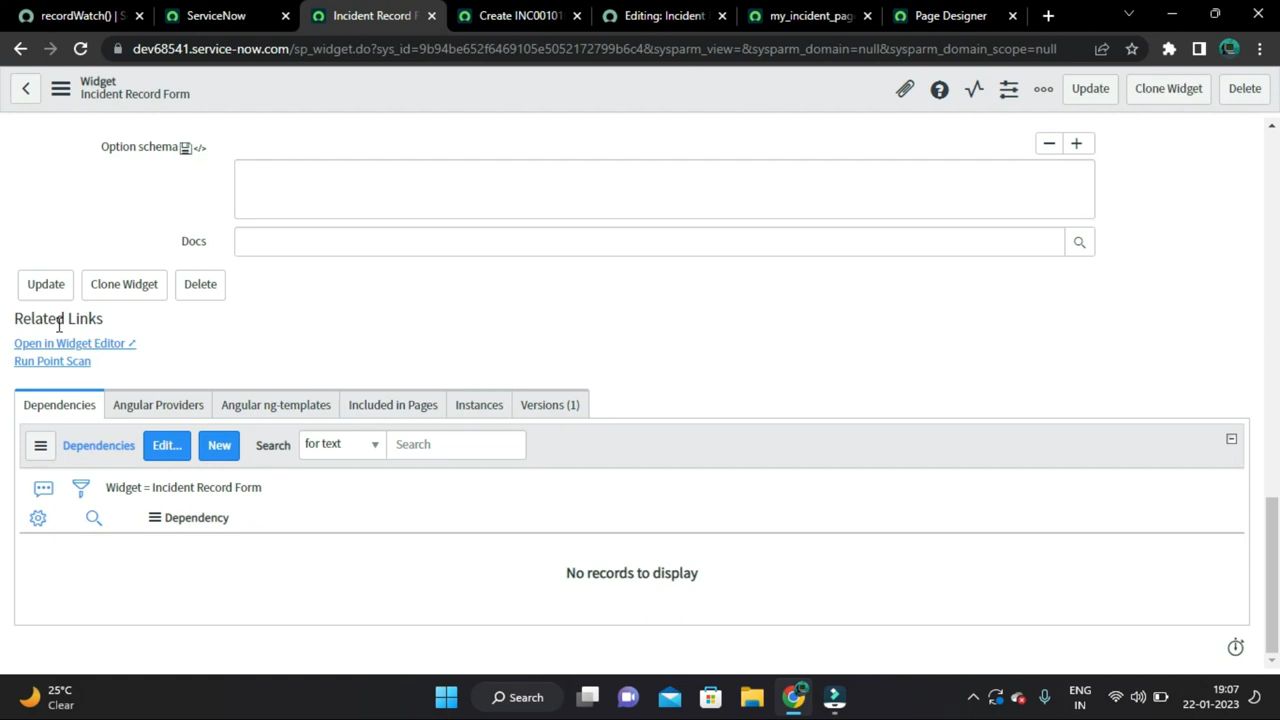 recordWatch() | S
ServiceNow
Incident Record F
Create INC00101
Editing: Incident
my_incident_pag
Page Designer
dev68541.service-now.com/sp_widget.do?sys_id=9b94be652f6469105e5052172799b6c4&sysparm_view=&sysparm_domain=null&sysparm_domain_scope=null
Widget
Incident Record Form
Update
Clone Widget
Delete
Option schema
Docs
Update
Clone Widget
Delete
Related Links
Open in Widget Editor
Run Point Scan
Dependencies
Angular Providers
Angular ng-templates
Included in Pages
Instances
Versions (1)
Dependencies
Edit...
New
Search
for text
Search
Widget = Incident Record Form
Dependency
No records to display
25°C
Clear
Search
ENG
IN
19:07
22-01-2023